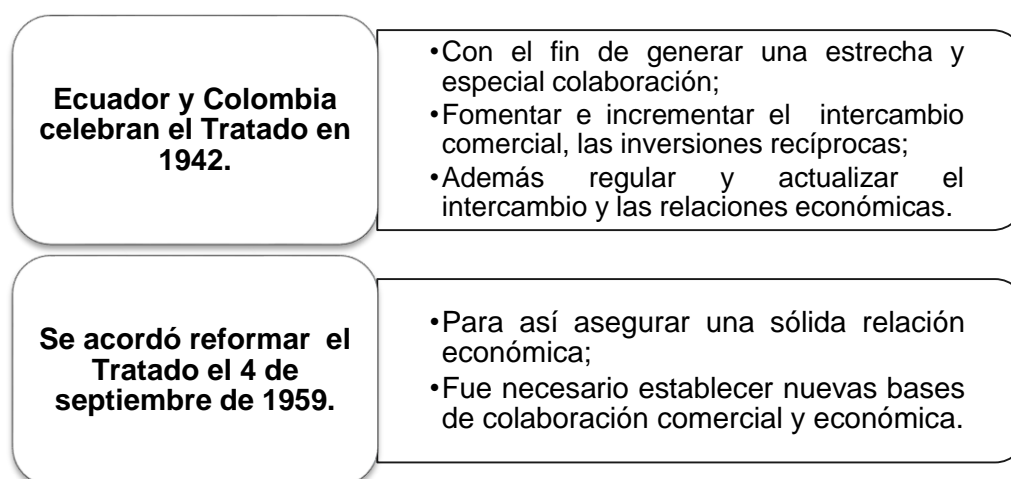 Ecuador y Colombia
celebran el Tratado en
1942.
•Con el fin de generar una estrecha y
especial colaboración;
•Fomentar e incrementar el intercambio
comercial, las inversiones recíprocas;
•Además regular y actualizar el
intercambio y las relaciones económicas.
Se acordó reformar el
Tratado el 4 de
septiembre de 1959.
•Para así asegurar una sólida relación
económica;
•Fue necesario establecer nuevas bases
de colaboración comercial y económica.